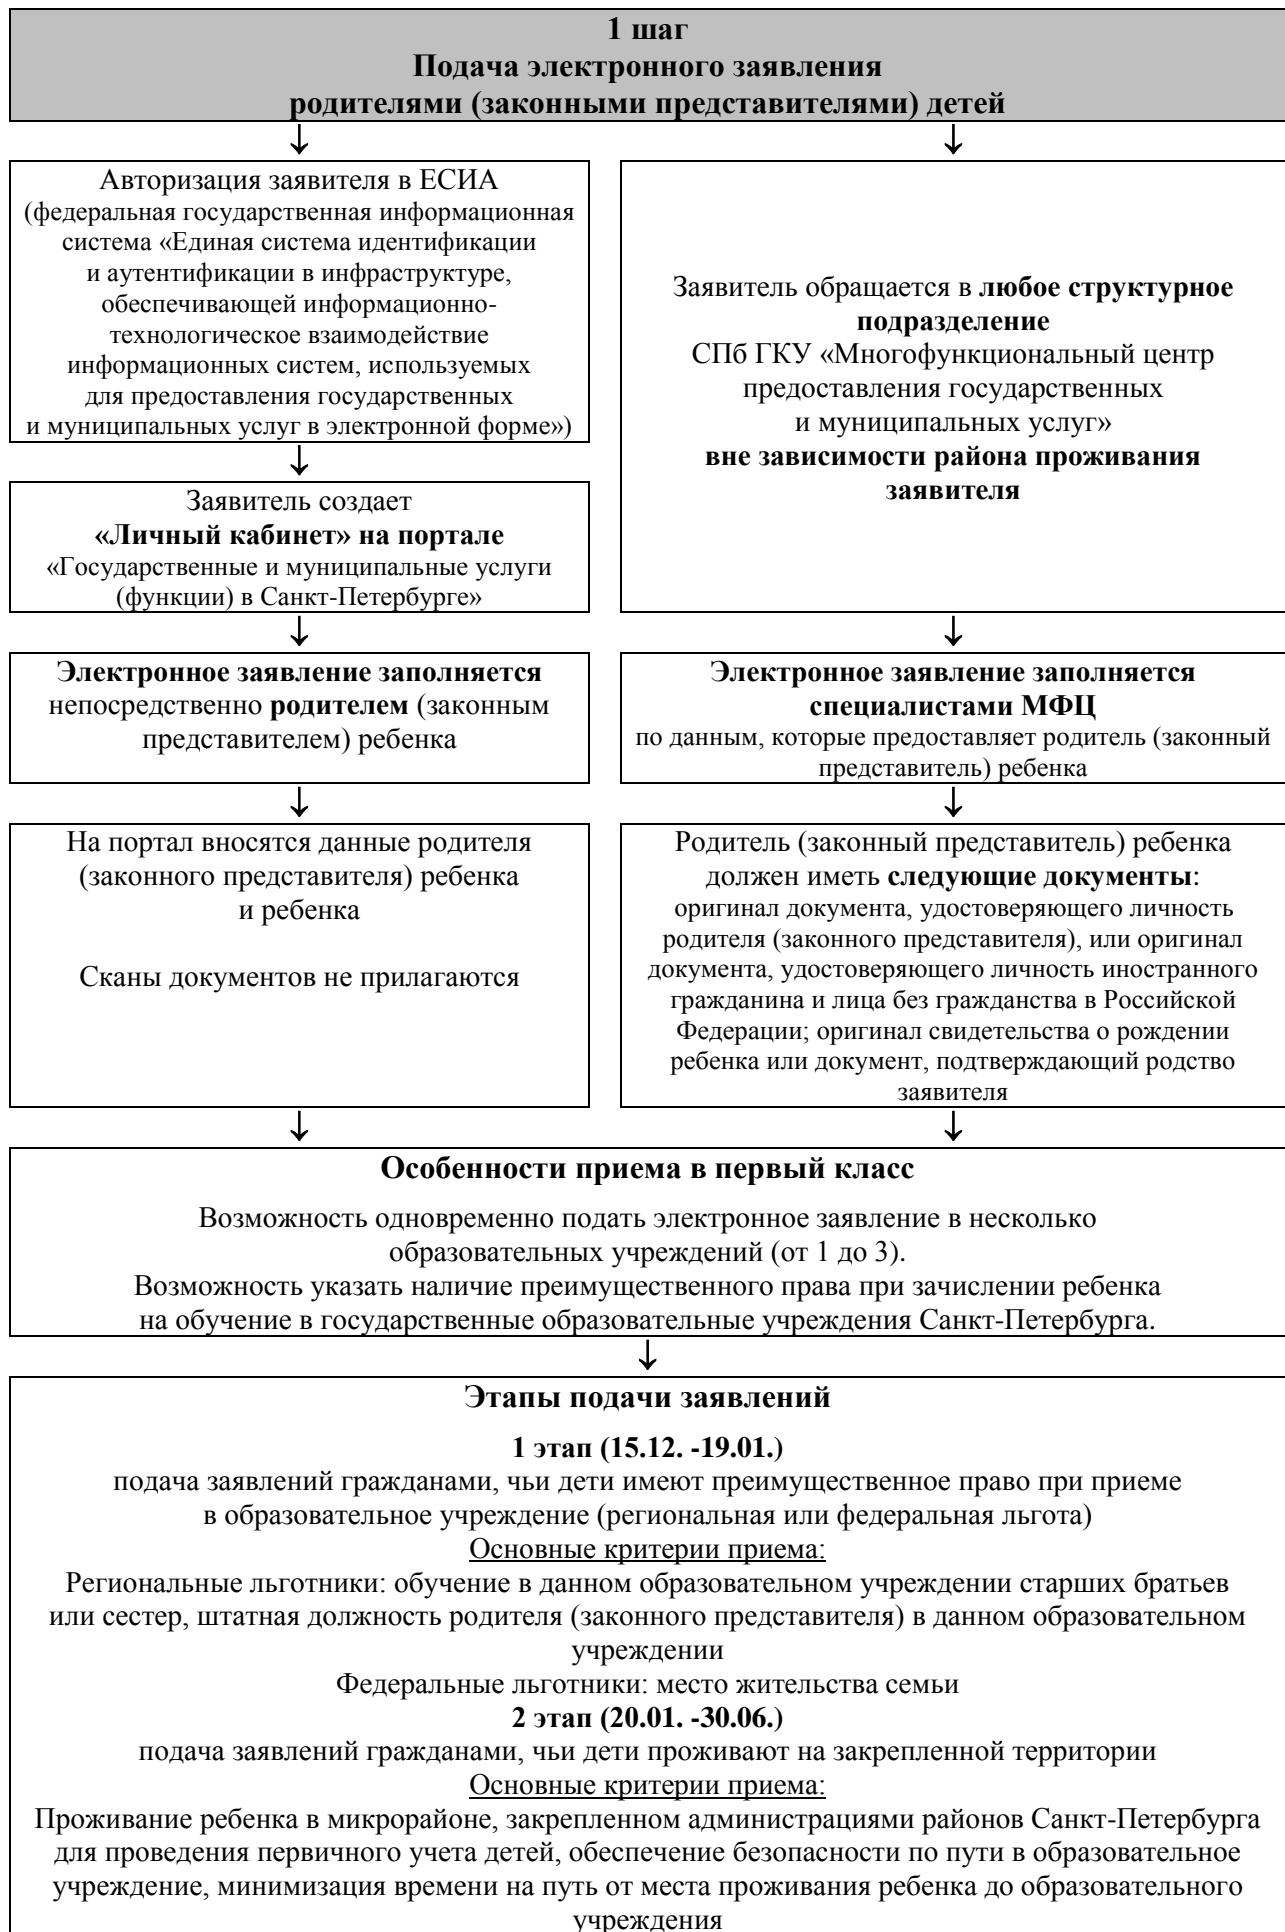 1 шаг
Подача электронного заявления
родителями (законными представителями) детей
↓
↓
Авторизация заявителя в ЕСИА
(федеральная государственная информационная
система «Единая система идентификации
и аутентификации в инфраструктуре,
обеспечивающей информационно-
технологическое взаимодействие
информационных систем, используемых
для предоставления государственных
и муниципальных услуг в электронной форме»)
↓
Заявитель создает
«Личный кабинет» на портале
«Государственные и муниципальные услуги
(функции) в Санкт-Петербурге»
Заявитель обращается в любое структурное
подразделение
СПб ГКУ «Многофункциональный центр
предоставления государственных
и муниципальных услуг»
вне зависимости района проживания
заявителя
↓
↓
Электронное заявление заполняется
непосредственно родителем (законным
представителем) ребенка
Электронное заявление заполняется
специалистами МФЦ
по данным, которые предоставляет родитель (законный
представитель) ребенка
↓
↓
На портал вносятся данные родителя
(законного представителя) ребенка
и ребенка
Сканы документов не прилагаются
Родитель (законный представитель) ребенка
должен иметь следующие документы:
оригинал документа, удостоверяющего личность
родителя (законного представителя), или оригинал
документа, удостоверяющего личность иностранного
гражданина и лица без гражданства в Российской
Федерации; оригинал свидетельства о рождении
ребенка или документ, подтверждающий родство
заявителя
↓
↓
Особенности приема в первый класс
Возможность одновременно подать электронное заявление в несколько
образовательных учреждений (от 1 до 3).
Возможность указать наличие преимущественного права при зачислении ребенка
на обучение в государственные образовательные учреждения Санкт-Петербурга.
↓
Этапы подачи заявлений
1 этап (15.12. -19.01.)
подача заявлений гражданами, чьи дети имеют преимущественное право при приеме
в образовательное учреждение (региональная или федеральная льгота)
Основные критерии приема:
Региональные льготники: обучение в данном образовательном учреждении старших братьев
или сестер, штатная должность родителя (законного представителя) в данном образовательном
учреждении
Федеральные льготники: место жительства семьи
2 этап (20.01. -30.06.)
подача заявлений гражданами, чьи дети проживают на закрепленной территории
Основные критерии приема:
Проживание ребенка в микрорайоне, закрепленном администрациями районов Санкт-Петербурга
для проведения первичного учета детей, обеспечение безопасности по пути в образовательное
учреждение, минимизация времени на путь от места проживания ребенка до образовательного
учреждения